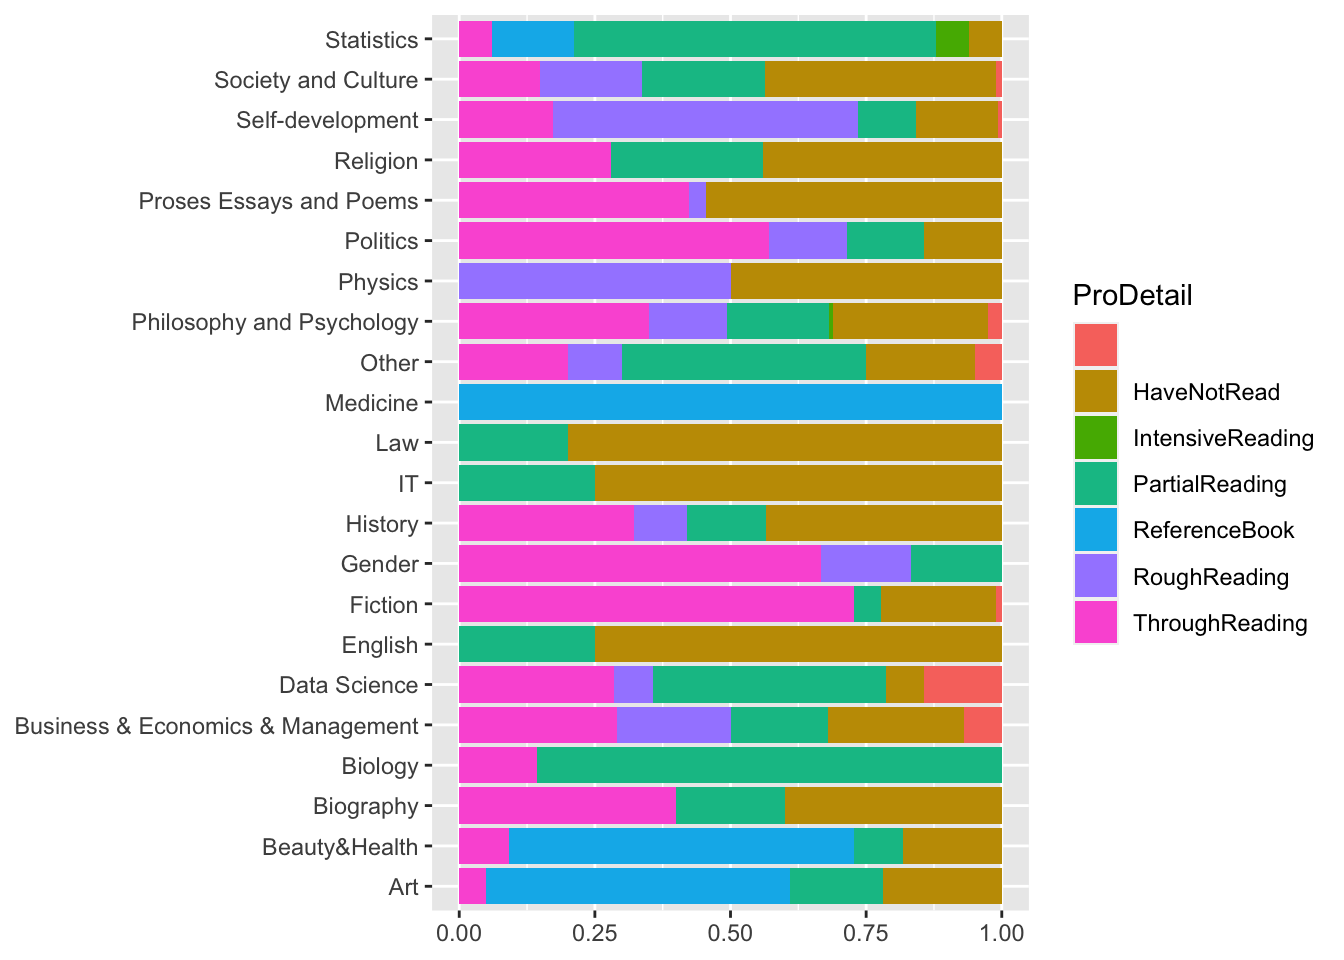 Statistics
Society and Culture
Self-development
Religion
Proses Essays and Poems
Politics
Physics
Philosophy and Psychology
Other
Medicine
Law
IT
History
Gender
Fiction
English
Data Science
Business & Economics & Management
Biology
Biography
Beauty&Health
Art
0.00 0.25 0.50 0.75 1.00
ProDetail
HaveNotRead
IntensiveReading
PartialReading
ReferenceBook
RoughReading
ThroughReading